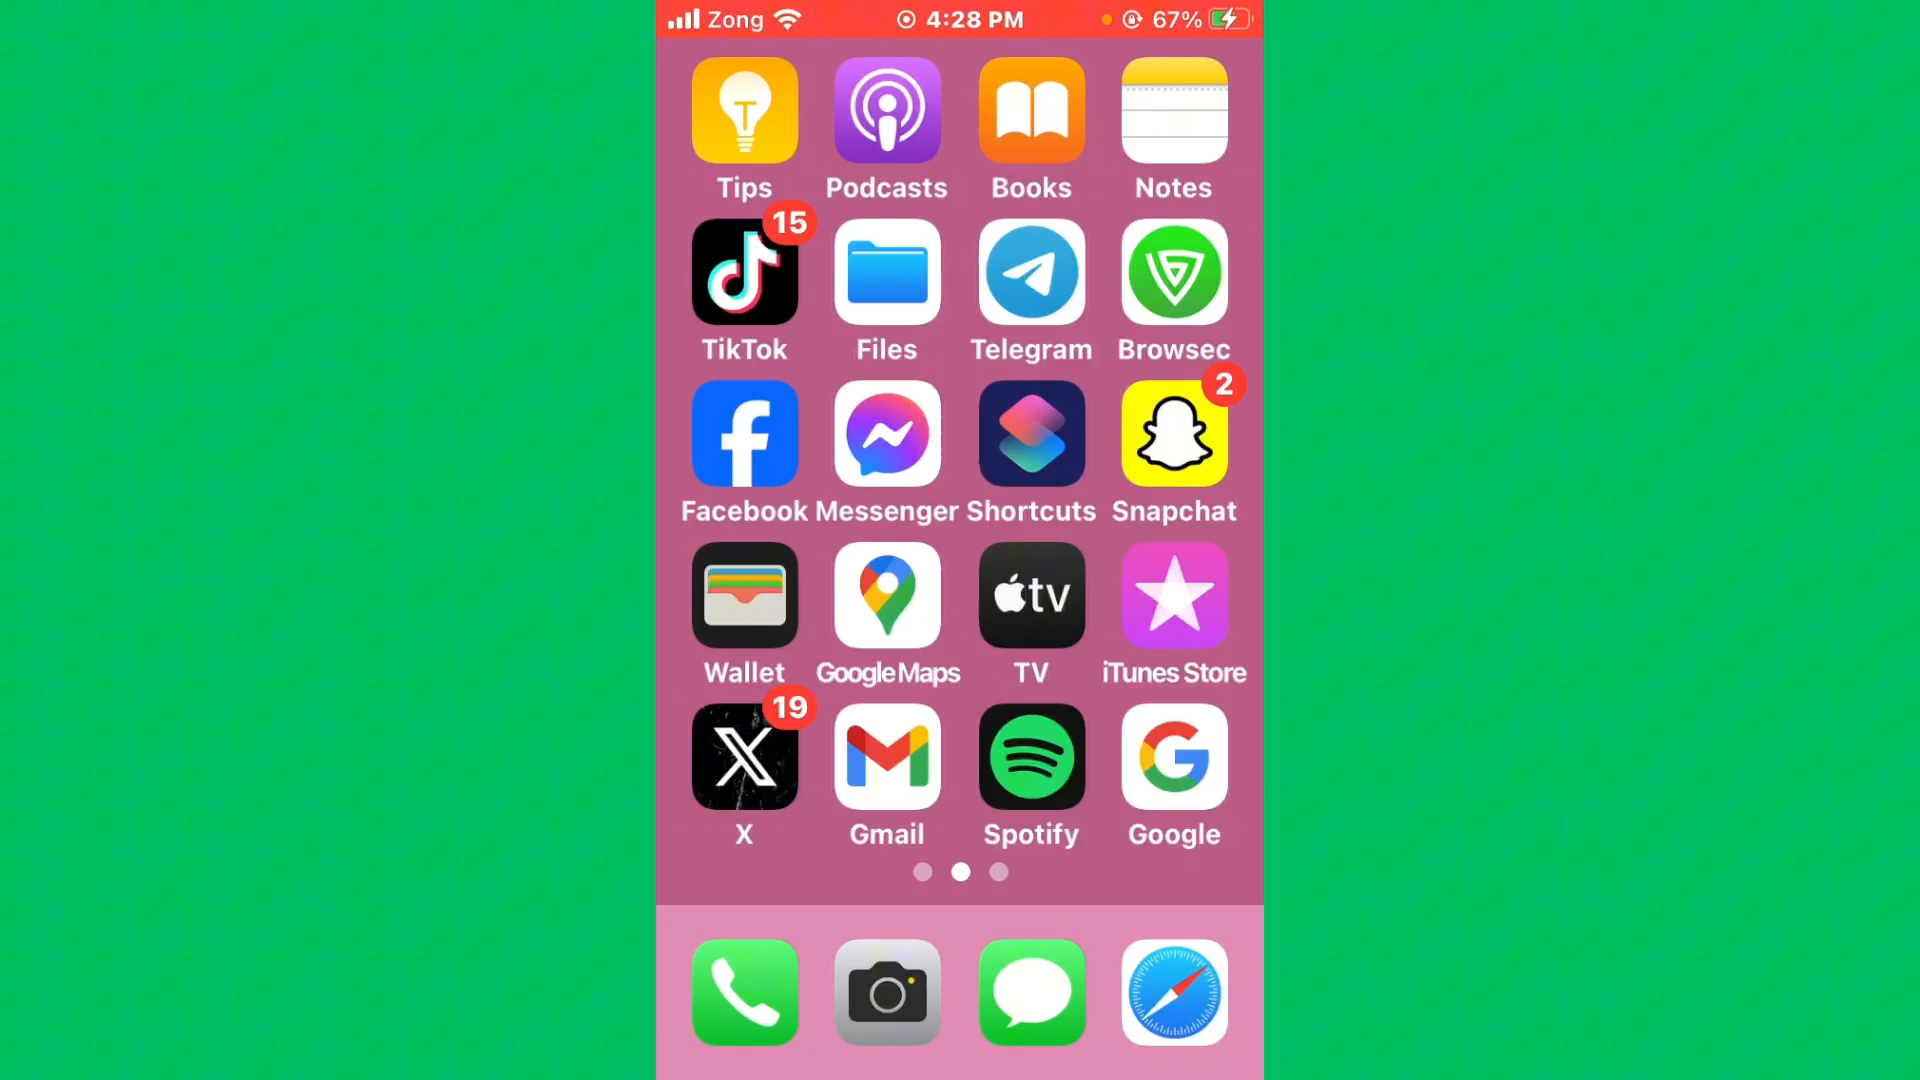 Zong 4:28 PM 67%
Tips Podcasts Books Notes
15
TikTok Files Telegram Browsec
2
Facebook Messenger Shortcuts Snapchat
tv
Wallet Google Maps TV iTunes Store
19
X Gmail Spotify Google